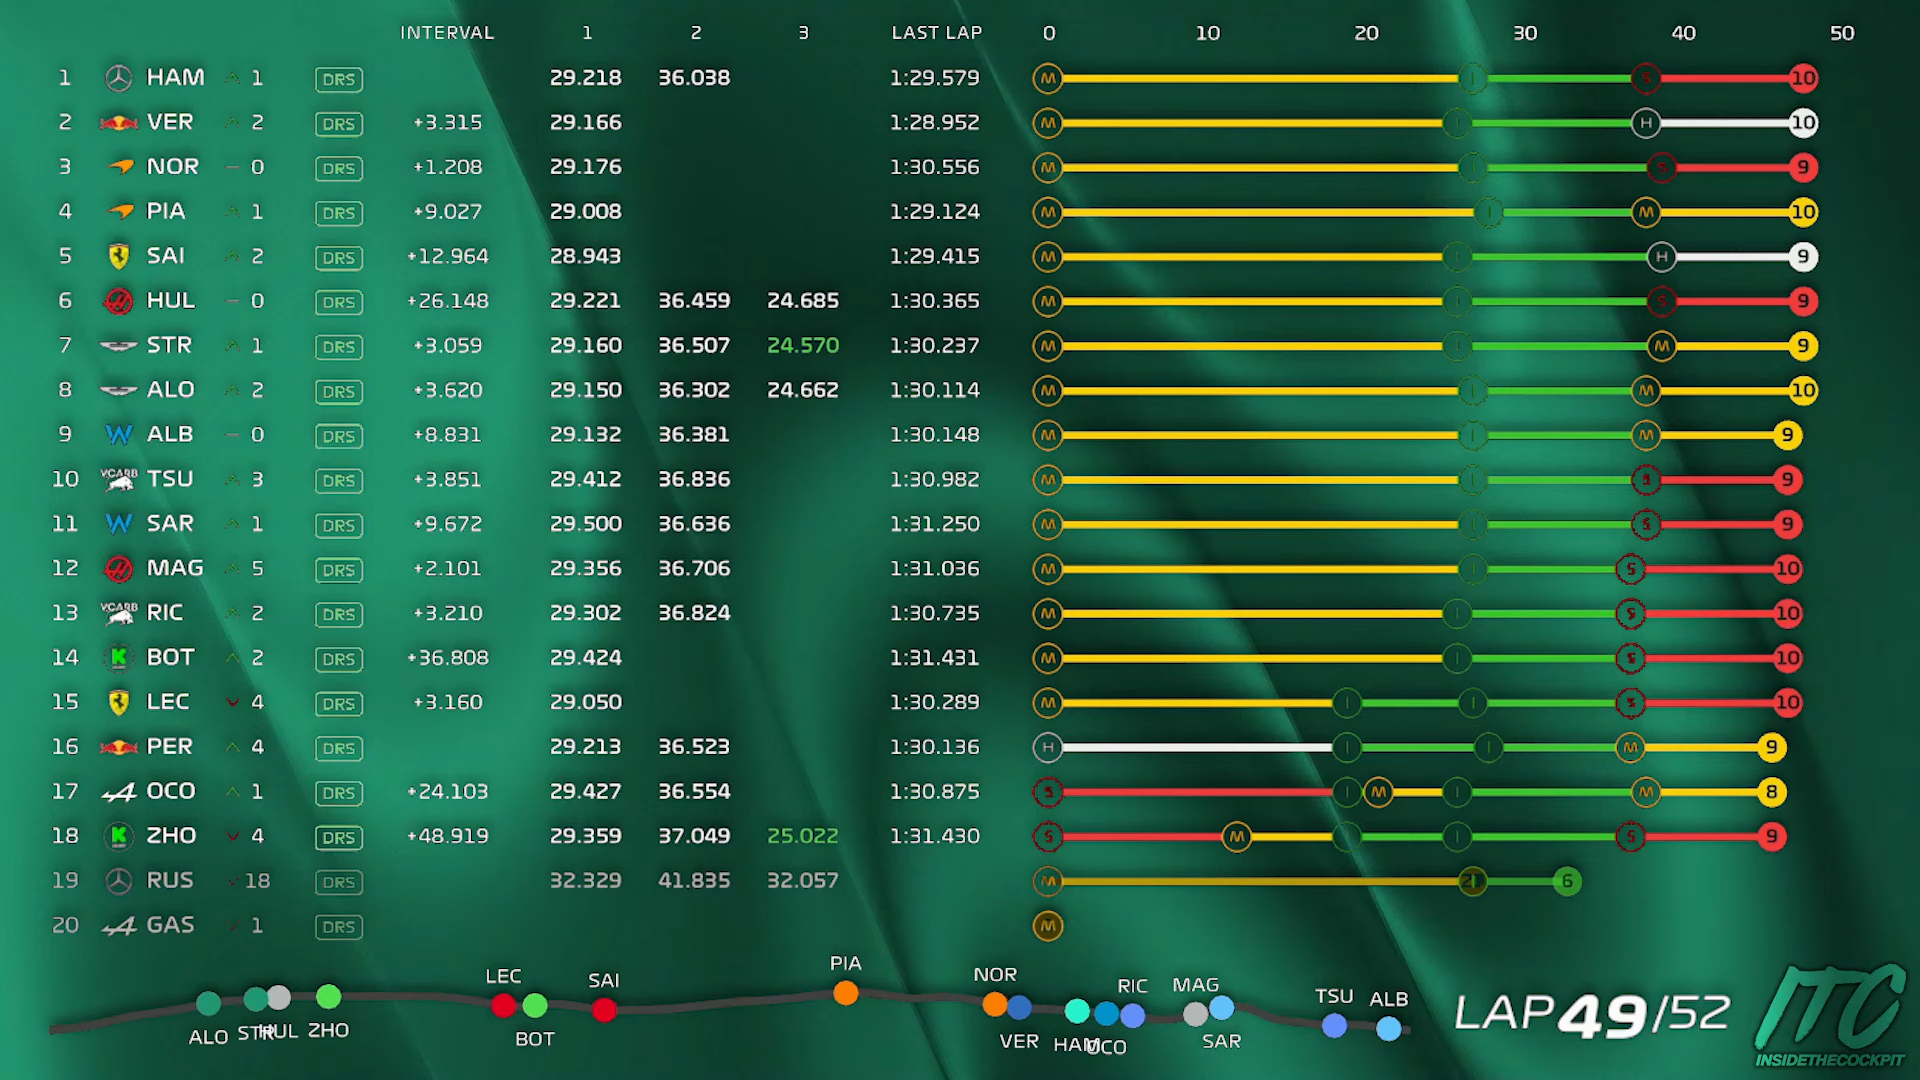 INTERVAL 1 2 3 LAST LAP 0 10 20 30 40 50
1 HAM 1 DRS 29.218 36.038 1:29.579 M I S 10
2 VER 2 DRS +3.315 29.166 1:28.952 M I H 10
3 NOR 0 DRS +1.208 29.176 1:30.556 M I S 9
4 PIA 1 DRS +9.027 29.008 1:29.124 M I M 10
5 SAI 2 DRS +12.964 28.943 1:29.415 M I H 9
6 HUL 0 DRS +26.148 29.221 36.459 24.685 1:30.365 M I S 9
7 STR 1 DRS +3.059 29.160 36.507 24.570 1:30.237 M I M 9
8 ALO 2 DRS +3.620 29.150 36.302 24.662 1:30.114 M I M 10
9 ALB 0 DRS +8.831 29.132 36.381 1:30.148 M I M 9
10 VCARB TSU 3 DRS +3.851 29.412 36.836 1:30.982 M I S 9
11 SAR 1 DRS +9.672 29.500 36.636 1:31.250 M I S 9
12 MAG 5 DRS +2.101 29.356 36.706 1:31.036 M I S 10
13 VCARB RIC 2 DRS +3.210 29.302 36.824 1:30.735 M I S 10
14 K BOT 2 DRS +36.808 29.424 1:31.431 M I S 10
15 LEC 4 DRS +3.160 29.050 1:30.289 M I I S 10
16 PER 4 DRS 29.213 36.523 1:30.136 H I I M 9
17 OCO 1 DRS +24.103 29.427 36.554 1:30.875 S I M I M 8
18 K ZHO 4 DRS +48.919 29.359 37.049 25.022 1:31.430 S M I I S 9
19 RUS 18 DRS 32.329 41.835 32.057 M 6
20 GAS 1 DRS M
PIA
LEC SAI NOR RIC MAG TSU ALB
ALO STR HUL ZHO BOT VER HAM OCO SAR
LAP 49/52
ITC
INSIDETHECOCKPIT